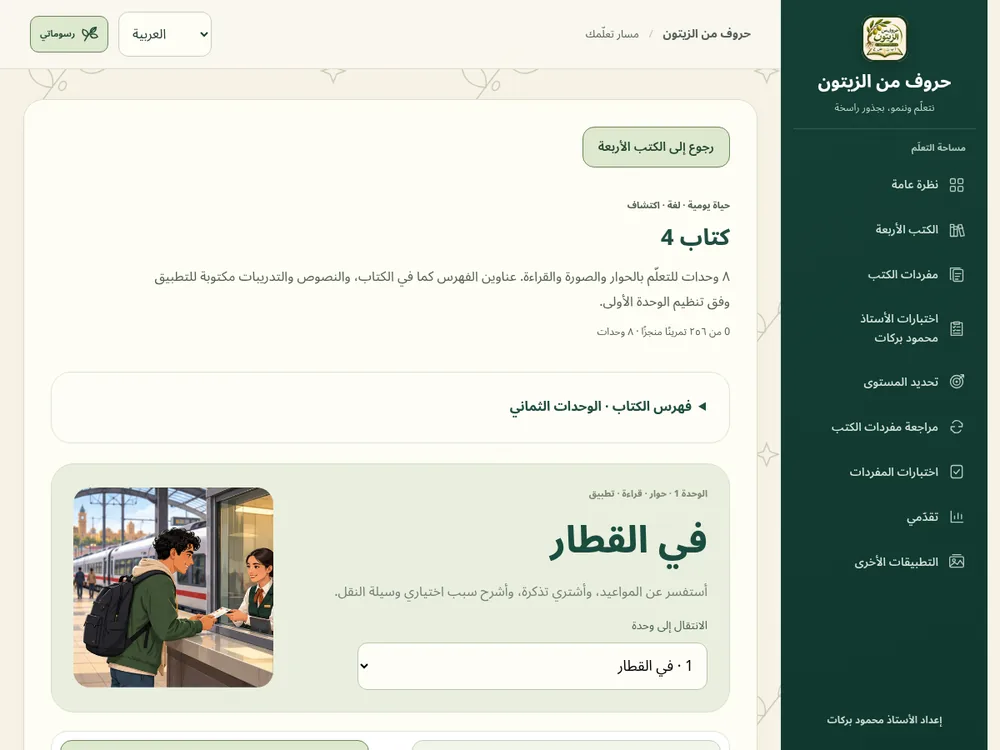 حروف من الزيتون
نتعلّم وننمو، بجذور راسخة
مساحة التعلّم
نظرة عامة
الكتب الأربعة
مفردات الكتب
اختبارات الأستاذ
محمود بركات
تحديد المستوى
مراجعة مفردات الكتب
اختبارات المفردات
تقدّمي
التطبيقات الأخرى
إعداد الأستاذ محمود بركات
حروف من الزيتون / مسار تعلّمك
العربية
رسوماتي
رجوع إلى الكتب الأربعة
حياة يومية · لغة · اكتشاف
كتاب 4
٨ وحدات للتعلّم بالحوار والصورة والقراءة. عناوين الفهرس كما في الكتاب، والنصوص والتدريبات مكتوبة للتطبيق
وفق تنظيم الوحدة الأولى.
0 من ٢٥٦ تمرينًا منجزًا · ٨ وحدات
فهرس الكتاب · الوحدات الثماني
الوحدة 1 · حوار · قراءة · تطبيق
في القطار
أستفسر عن المواعيد، وأشتري تذكرة، وأشرح سبب اختياري وسيلة النقل.
الانتقال إلى وحدة
1 · في القطار